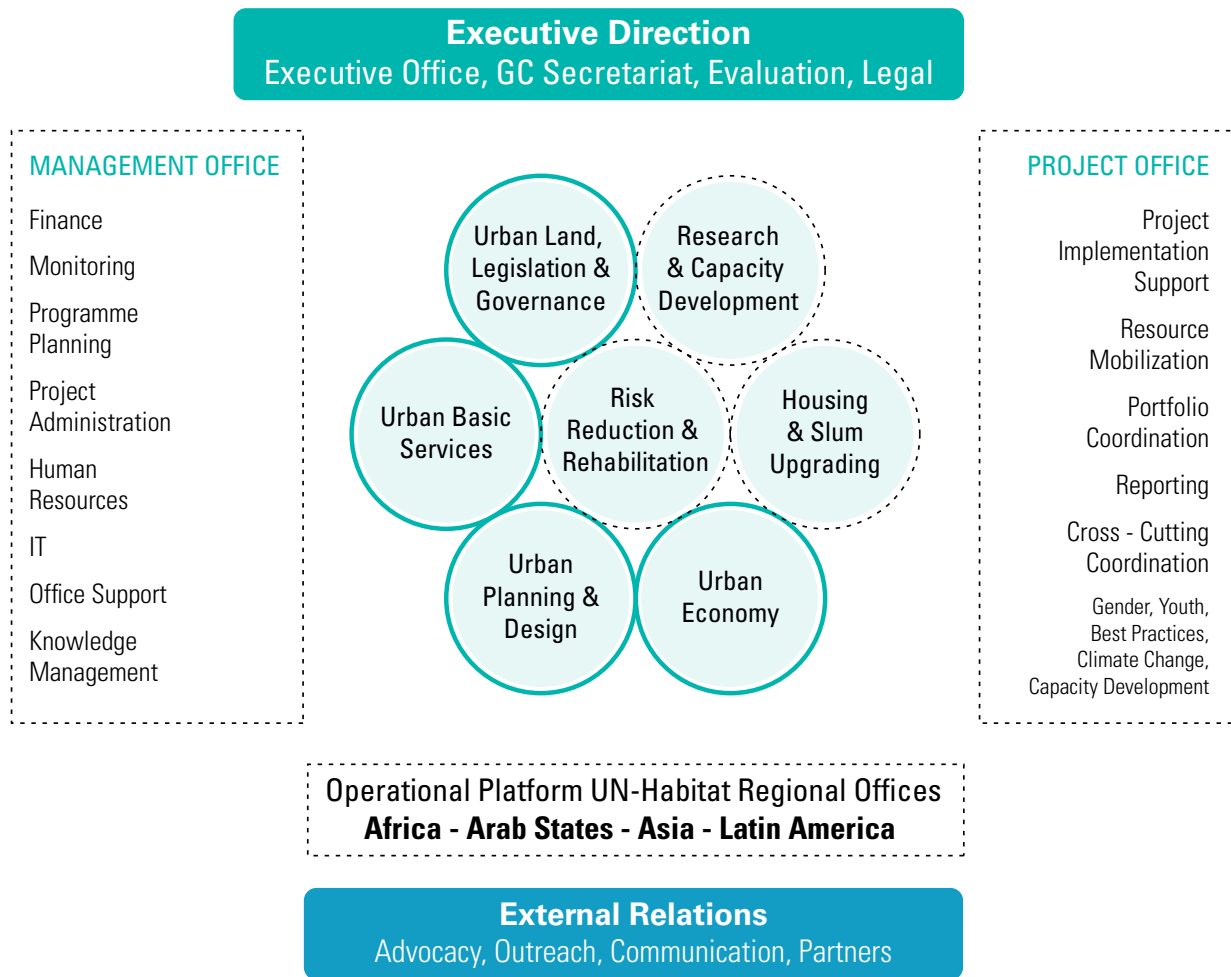 Executive Direction
Executive Office, GC Secretariat, Evaluation, Legal
MANAGEMENT OFFICE
Finance
Monitoring
Programme
Planning
Project
Administration
Human
Resources
IT
Office Support
Knowledge
Management
Urban Land,
Legislation &
Governance
Research
& Capacity
Development
Urban Basic
Services
Risk
Reduction &
Rehabilitation
Housing
& Slum
Upgrading
Urban
Planning &
Design
Urban
Economy
PROJECT OFFICE
Project
Implementation
Support
Resource
Mobilization
Portfolio
Coordination
Reporting
Cross - Cutting
Coordination
Gender, Youth,
Best Practices,
Climate Change,
Capacity Development
Operational Platform UN-Habitat Regional Offices
Africa - Arab States - Asia - Latin America
External Relations
Advocacy, Outreach, Communication, Partners